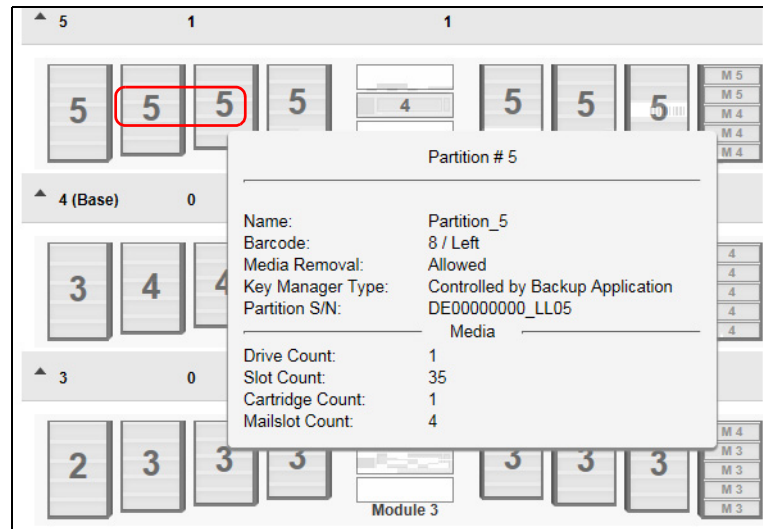 5 1 1
5 5 5 5 4 5 5 5
M 5
M 5
M 4
M 4
M 4
Partition # 5
4 (Base) 0
Name: Partition_5
Barcode: 8 / Left
Media Removal: Allowed
Key Manager Type: Controlled by Backup Application
Partition S/N: DE00000000_LL05
Media
3 4 4
4
4
4
4
4
Drive Count: 1
Slot Count: 35
Cartridge Count: 1
Mailslot Count: 4
3 0
2 3 3 3 3 3 3
M 4
M 3
M 3
M 3
M 3
Module 3